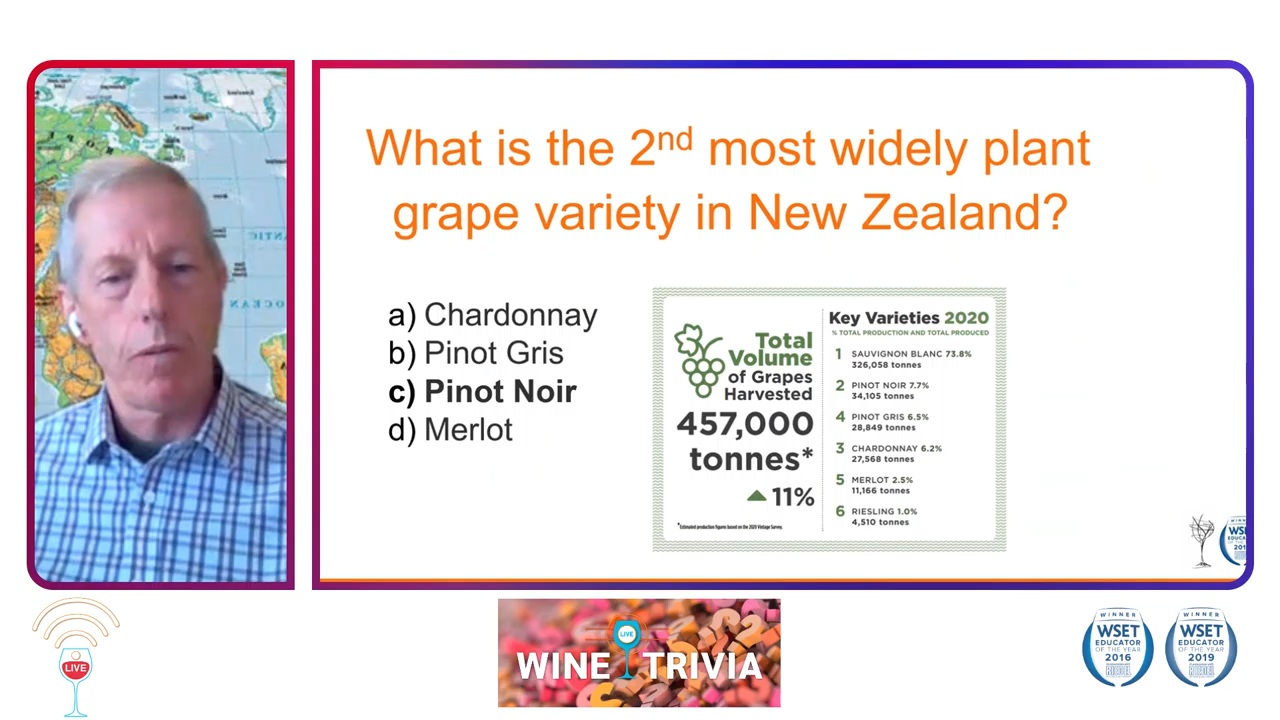 What is the 2nd most widely plant
grape variety in New Zealand?
a) Chardonnay
b) Pinot Gris
c) Pinot Noir
d) Merlot
Total
Volume
of Grapes
Harvested
457,000
tonnes*
11%
*Estimated production figures based on the 2020 Vintage Survey.
Key Varieties 2020
% TOTAL PRODUCTION AND TOTAL PRODUCED
1 SAUVIGNON BLANC 73.8%
326,058 tonnes
2 PINOT NOIR 7.7%
34,105 tonnes
4 PINOT GRIS 6.5%
28,849 tonnes
3 CHARDONNAY 6.2%
27,568 tonnes
5 MERLOT 2.5%
11,166 tonnes
6 RIESLING 1.0%
4,510 tonnes
LIVE
LIVE
WINE TRIVIA
WINNER
WSET
EDUCATOR
OF THE YEAR
2016
RIEDEL
WINNER
WSET
EDUCATOR
OF THE YEAR
2019
RIEDEL